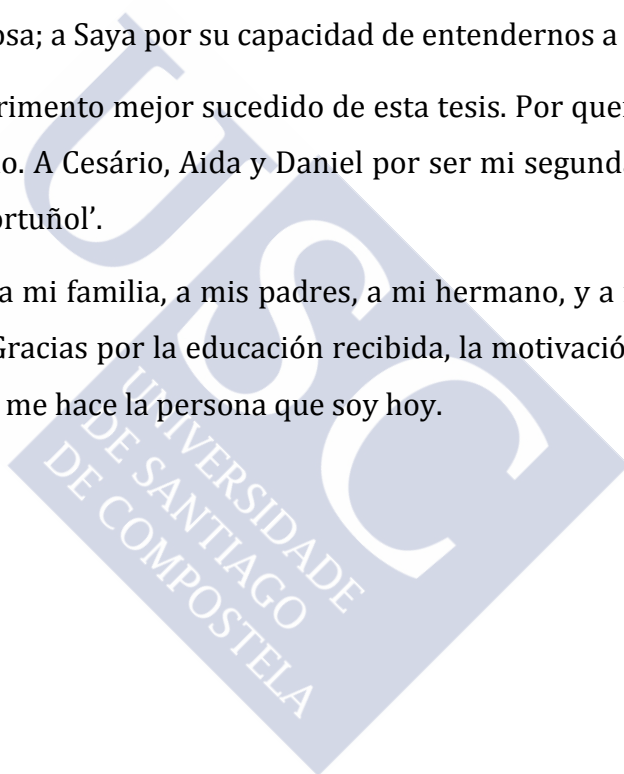 osa; a Saya por su capacidad de entendernos a
rimento mejor sucedido de esta tesis. Por que
o. A Cesário, Aida y Daniel por ser mi segund
ortuñol’.
a mi familia, a mis padres, a mi hermano, y a
Gracias por la educación recibida, la motivació
me hace la persona que soy hoy.
USC
UNIVERSIDADE
DE SANTIAGO
DE COMPOSTELA